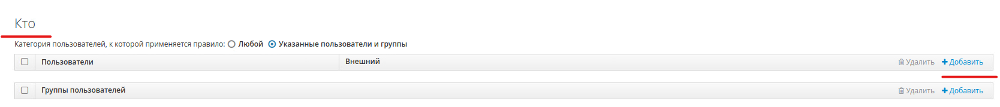 Кто
Категория пользователей, к которой применяется правило: Любой Указанные пользователи и группы
Пользователи Внешний Удалить Добавить
Группы пользователей Удалить Добавить